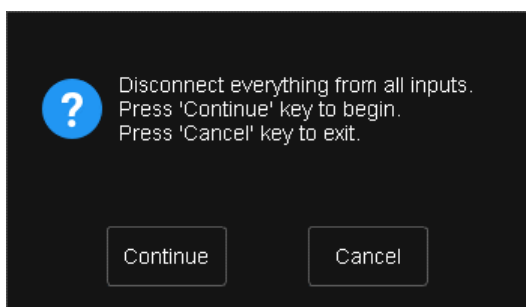 ?
Disconnect everything from all inputs.
Press 'Continue' key to begin.
Press 'Cancel' key to exit.
Continue
Cancel